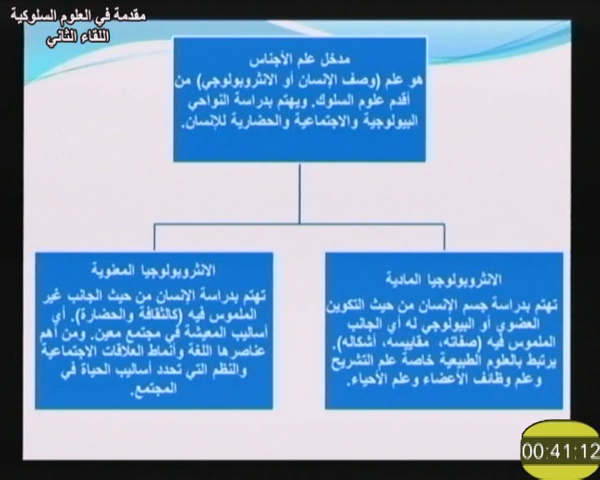 مقدمة في العلوم السلوكية
اللقاء الثاني
مدخل علم الأجناس
هو علم (وصف الإنسان أو الانثروبولوجي) من
أقدم علوم السلوك. ويهتم بدراسة النواحي
البيولوجية والاجتماعية والحضارية للإنسان.
الانثروبولوجيا المادية
تهتم بدراسة جسم الإنسان من حيث التكوين
العضوي أو البيولوجي له أي الجانب
الملموس فيه (صفاته، مقاييسه، أشكاله).
يرتبط بالعلوم الطبيعية خاصة علم التشريح
وعلم وظائف الأعضاء وعلم الأحياء.
الانثروبولوجيا المعنوية
تهتم بدراسة الإنسان من حيث الجانب غير
الملموس فيه (كالثقافة والحضارة). أي
أساليب المعيشة في مجتمع معين. ومن أهم
عناصرها اللغة وأنماط العلاقات الاجتماعية
والنظم التي تحدد أساليب الحياة في
المجتمع.
00:41:12